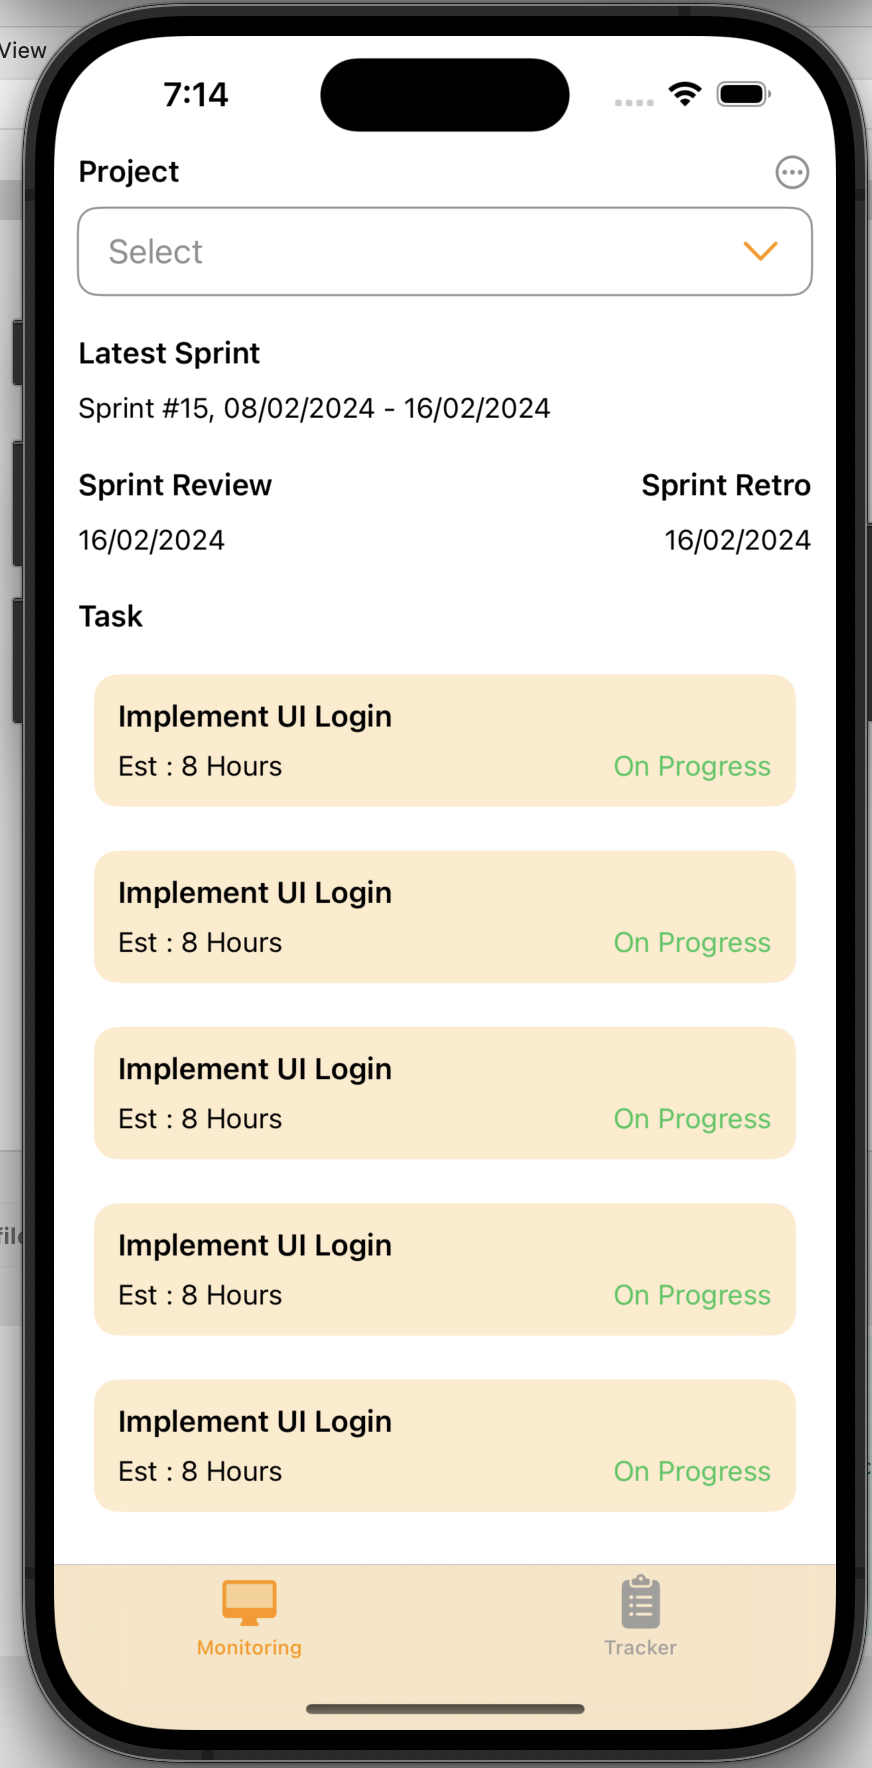 View
7:14
Project
Select
Latest Sprint
Sprint #15, 08/02/2024 - 16/02/2024
Sprint Review Sprint Retro
16/02/2024 16/02/2024
Task
Implement UI Login
Est : 8 Hours On Progress
Implement UI Login
Est : 8 Hours On Progress
Implement UI Login
Est : 8 Hours On Progress
Implement UI Login
Est : 8 Hours On Progress
Implement UI Login
Est : 8 Hours On Progress
Monitoring Tracker